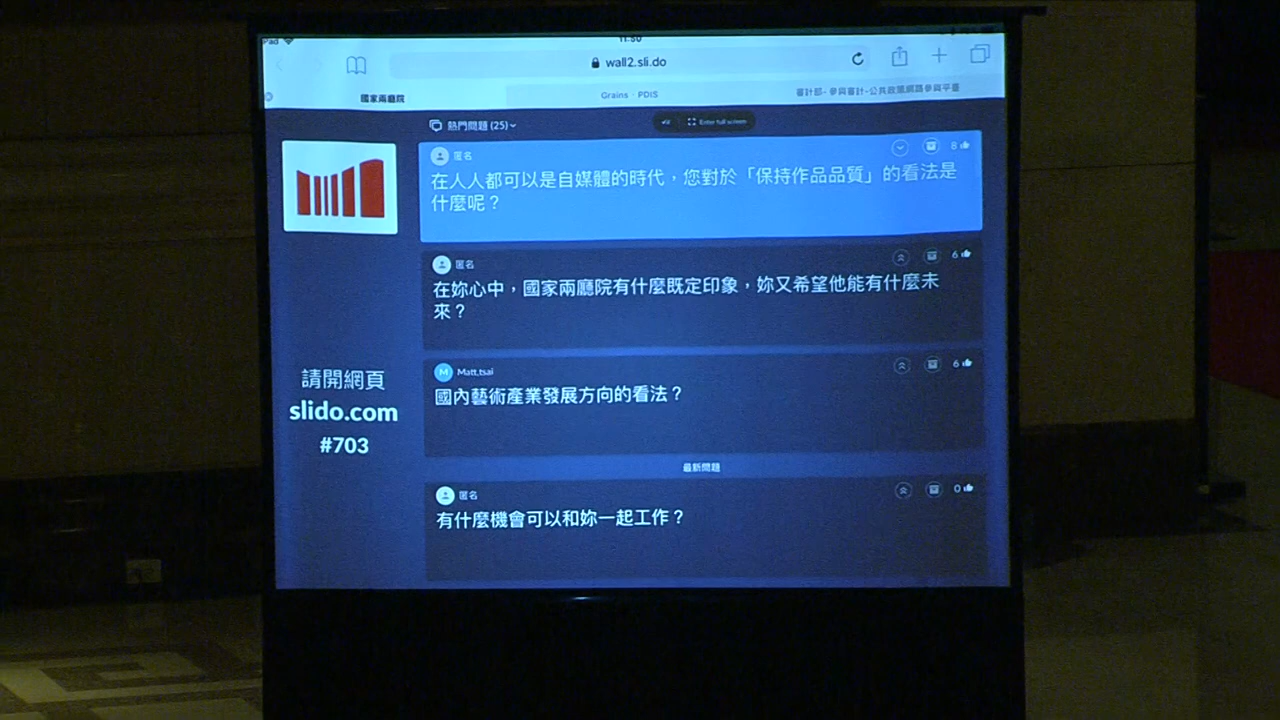 iPad
11:50
wall2.sli.do
國家兩廳院
Grains · PDIS
審計部-參與審計-公共政策網路參與平臺
熱門問題 (25)
Enter full screen
匿名
8
在人人都可以是自媒體的時代，您對於「保持作品品質」的看法是
什麼呢？
匿名
6
在妳心中，國家兩廳院有什麼既定印象，妳又希望他能有什麼未
來？
M
Matt.tsai
6
國內藝術產業發展方向的看法？
最新問題
匿名
0
有什麼機會可以和妳一起工作？
請開網頁
slido.com
#703